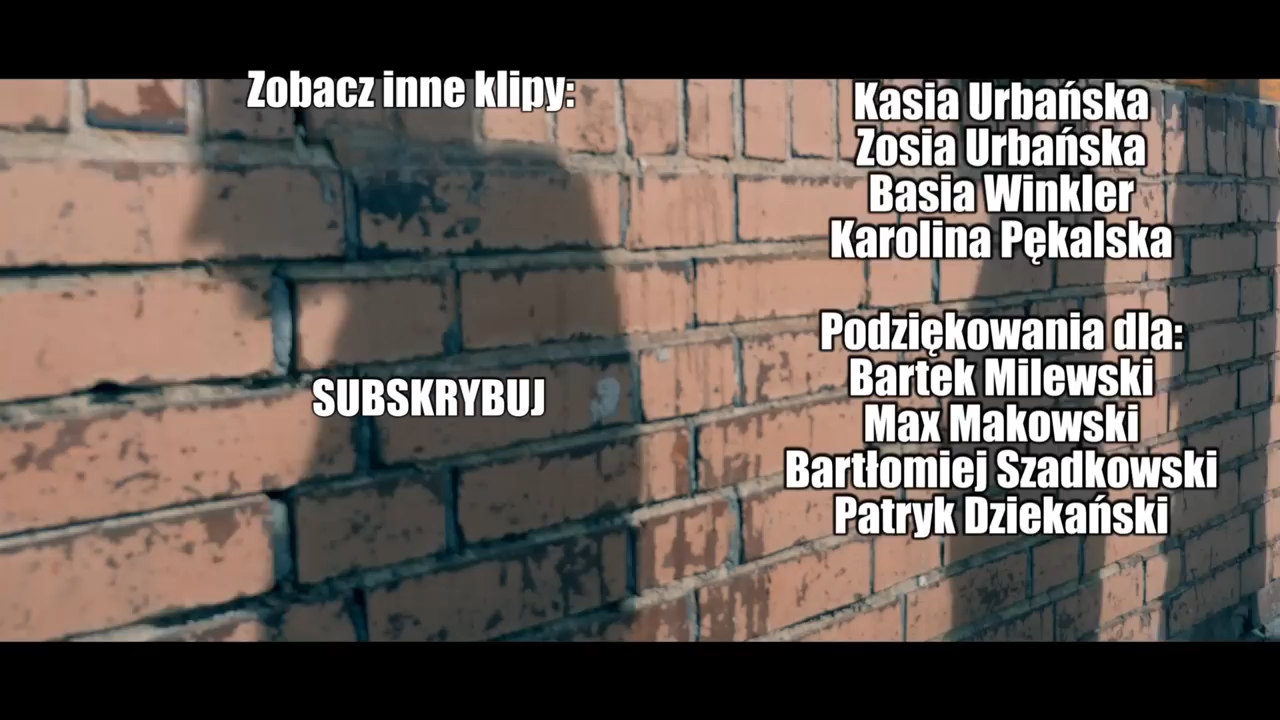 Zobacz inne klipy:
SUBSKRYBUJ
Kasia Urbańska
Zosia Urbańska
Basia Winkler
Karolina Pękalska
Podziękowania dla:
Bartek Milewski
Max Makowski
Bartłomiej Szadkowski
Patryk Dziekański